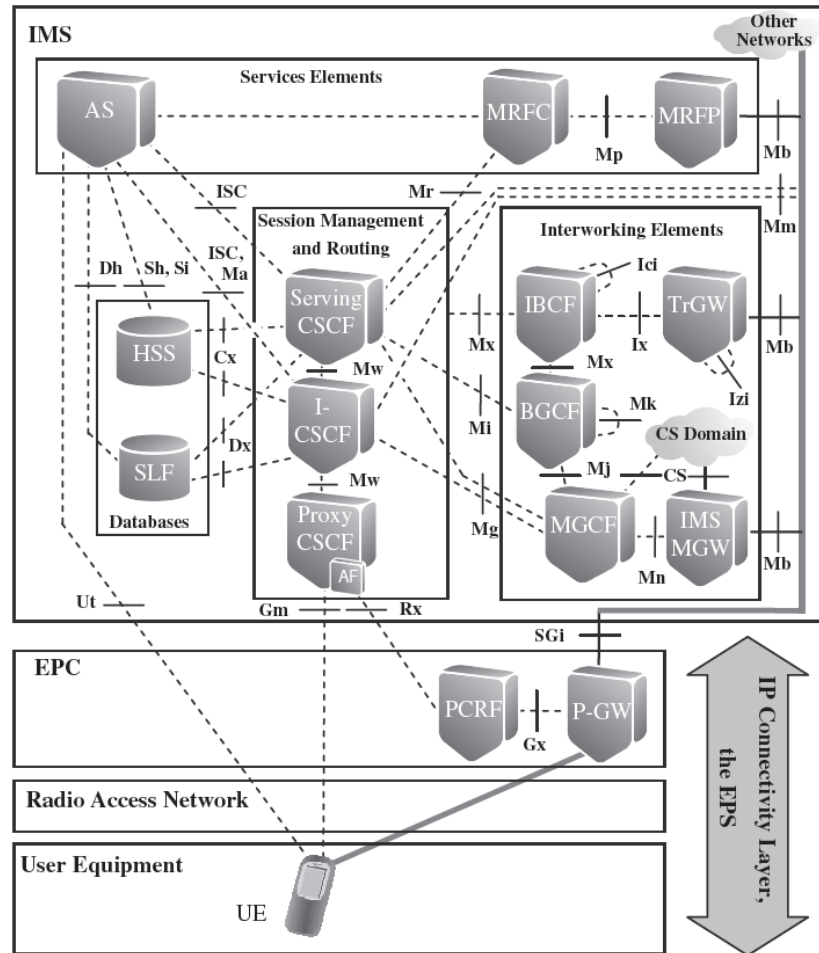 IMS
Other
Networks
Services Elements
AS
MRFC
MRFP
Mp
Mb
ISC
Mr
Mm
Session Management
and Routing
Interworking Elements
ISC,
Ma
Dh
Sh, Si
Serving
CSCF
IBCF
Ici
TrGW
HSS
Cx
Mx
Ix
Mb
Mw
Mx
Izi
I-
CSCF
Mi
BGCF
Mk
CS Domain
SLF
Dx
Mw
Mj
CS
Databases
Proxy
CSCF
AF
Mg
MGCF
IMS
MGW
Mn
Mb
Ut
Gm
Rx
SGi
EPC
PCRF
P-GW
Gx
IP Connectivity Layer,
the EPS
Radio Access Network
User Equipment
UE